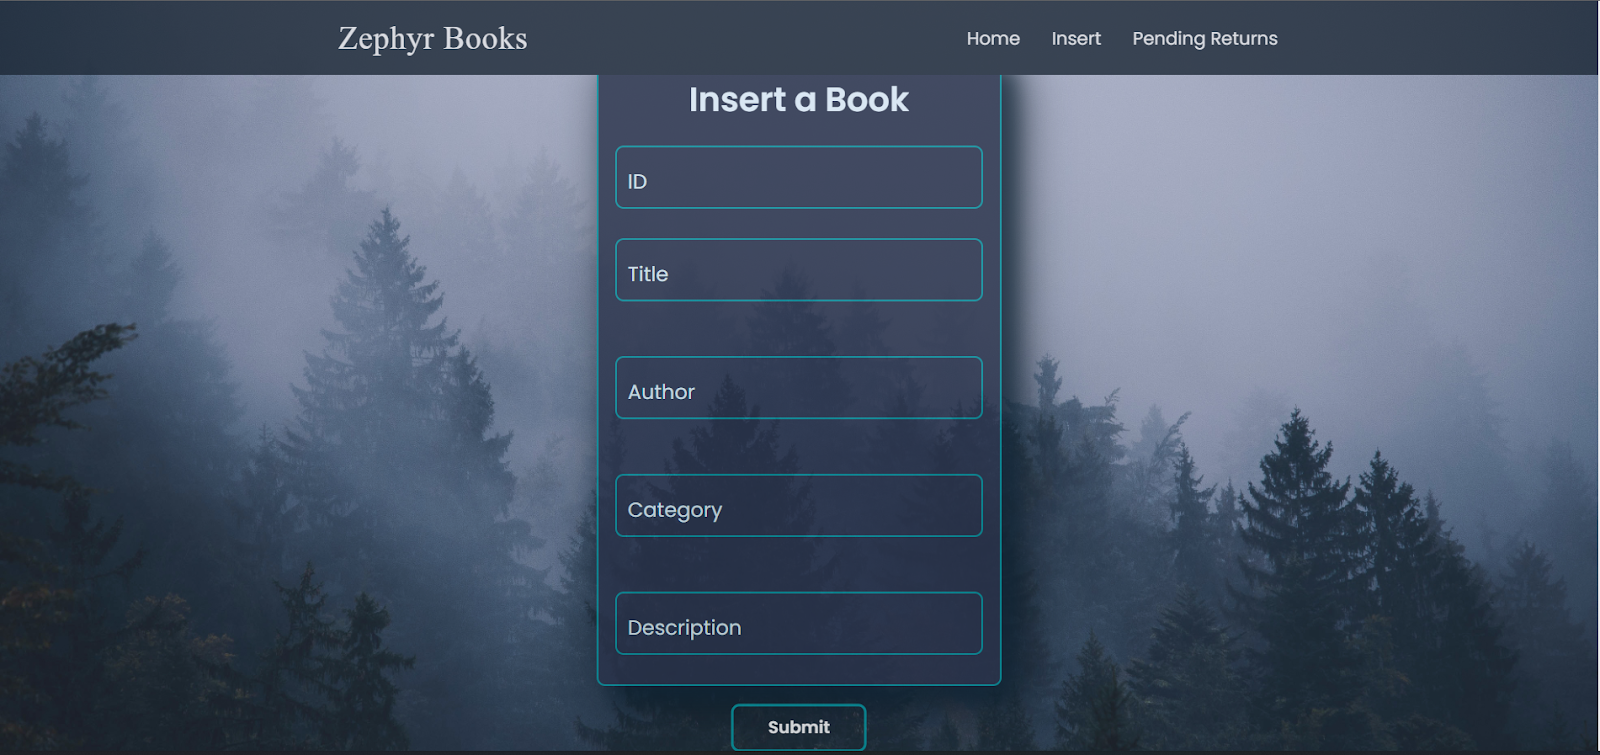 Zephyr Books
Home Insert Pending Returns
Insert a Book
ID
Title
Author
Category
Description
Submit